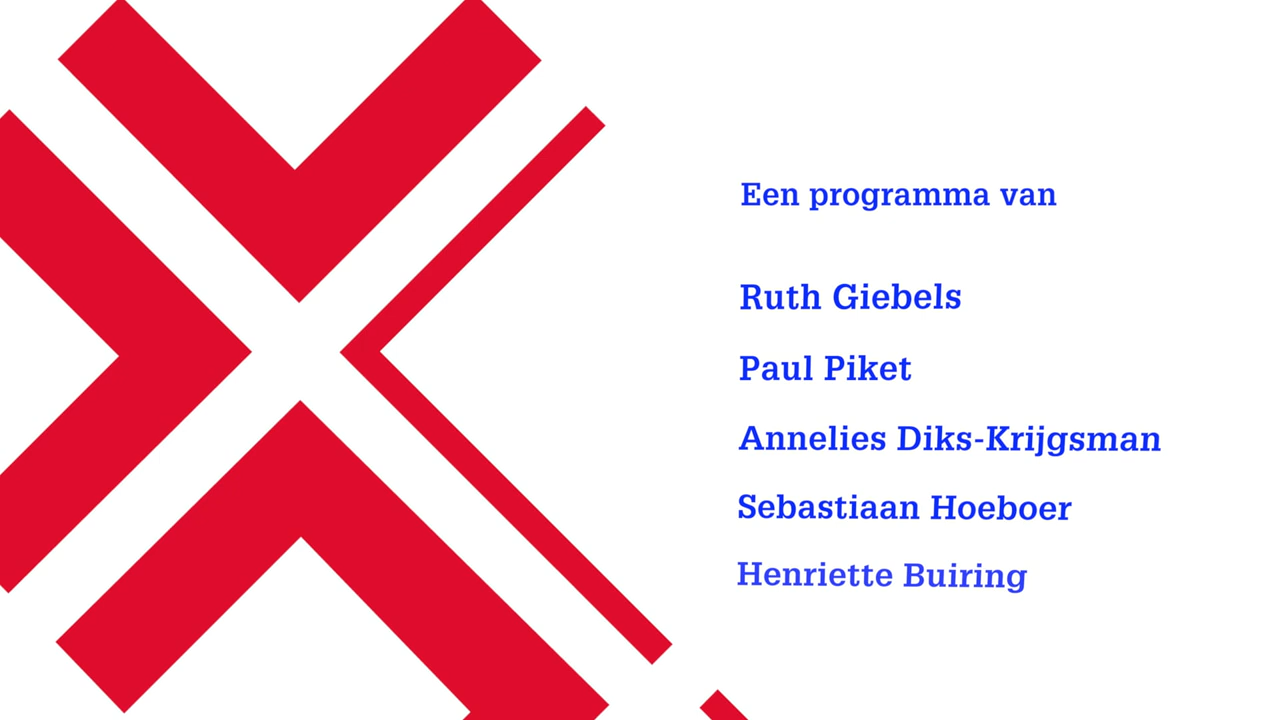 Een programma van
Ruth Giebels
Paul Piket
Annelies Diks-Krijgsman
Sebastiaan Hoeboer
Henriette Buiring